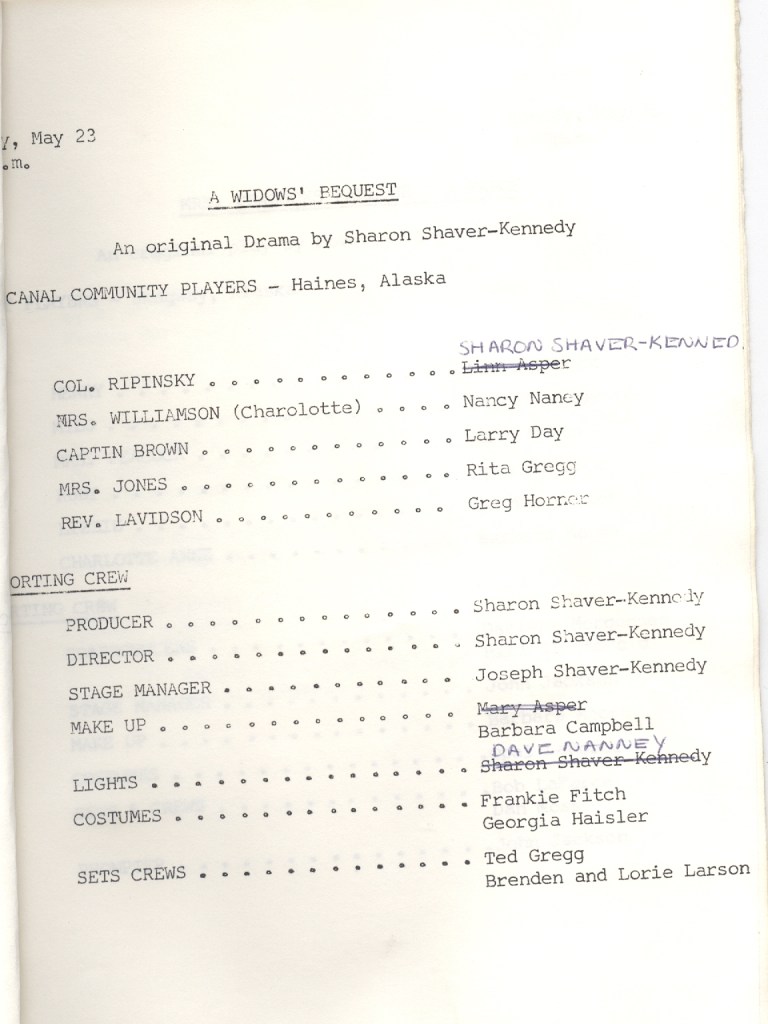 y, May 23
.m.
A WIDOWS' BEQUEST
An original Drama by Sharon Shaver-Kennedy
CANAL COMMUNITY PLAYERS - Haines, Alaska
SHARON SHAVER-KENNED.
COL. RIPINSKY . . . . . . . . . . . . Linn Asper
MRS. WILLIAMSON (Charolotte) . . . . Nancy Naney
CAPTIN BROWN . . . . . . . . . . . . Larry Day
MRS. JONES . . . . . . . . . . . . . Rita Gregg
REV. LAVIDSON . . . . . . . . . . . Greg Horner
ORTING CREW
PRODUCER . . . . . . . . . . . . . . Sharon Shaver-Kennedy
DIRECTOR . . . . . . . . . . . . . . Sharon Shaver-Kennedy
STAGE MANAGER . . . . . . . . . . . Joseph Shaver-Kennedy
MAKE UP . . . . . . . . . . . . . . Mary Asper
Barbara Campbell
DAVE NANNEY
LIGHTS . . . . . . . . . . . . . . . Sharon Shaver-Kennedy
COSTUMES . . . . . . . . . . . . . . Frankie Fitch
Georgia Haisler
SETS CREWS . . . . . . . . . . . . . Ted Gregg
Brenden and Lorie Larson